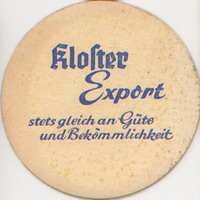 Kloster
Export
stets gleich an Güte
und Bekömmlichkeit